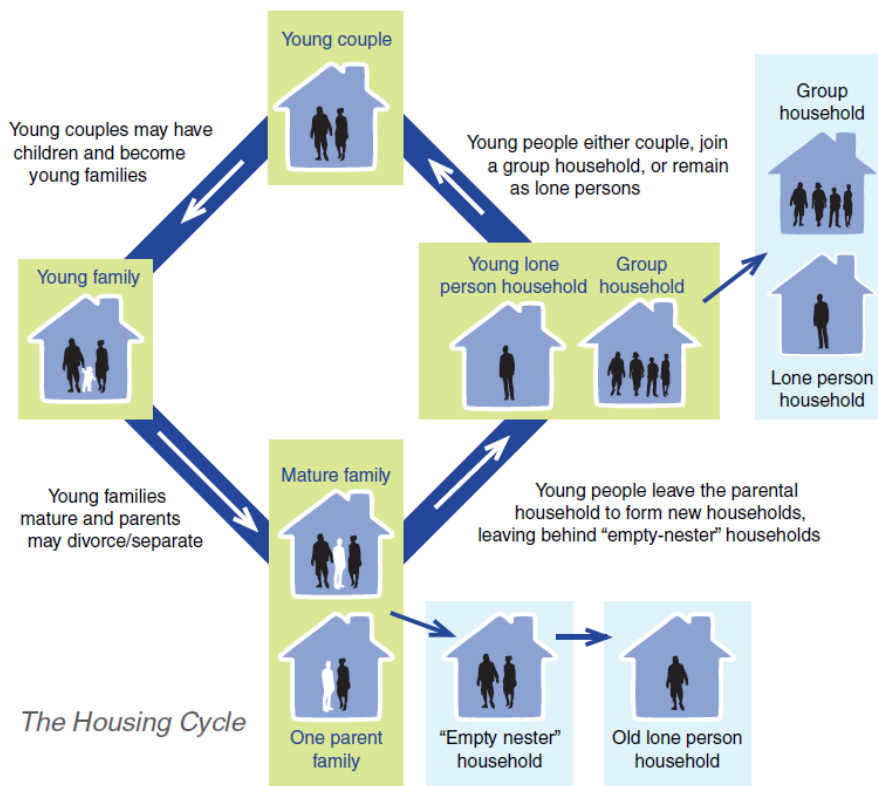 Young couple
Young couples may have
children and become
young families
Young people either couple, join
a group household, or remain
as lone persons
Group
household
Young family
Young lone
person household
Group
household
Lone person
household
Mature family
Young families
mature and parents
may divorce/separate
Young people leave the parental
household to form new households,
leaving behind “empty-nester” households
The Housing Cycle
One parent
family
“Empty nester”
household
Old lone person
household